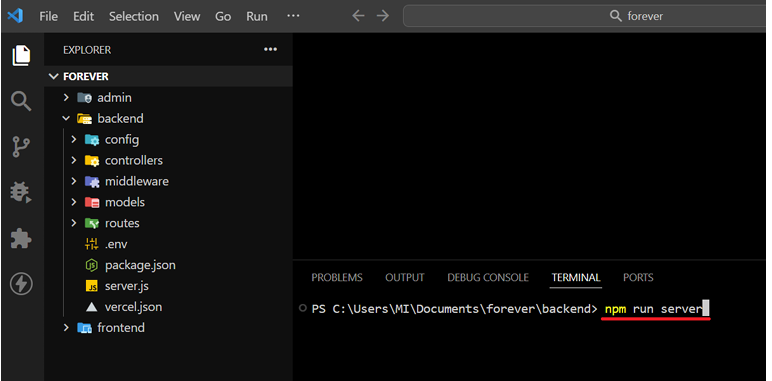 File Edit Selection View Go Run ··· forever
EXPLORER ···
FOREVER
admin
backend
config
controllers
middleware
models
routes
.env
package.json
JS server.js
vercel.json
frontend
PROBLEMS OUTPUT DEBUG CONSOLE TERMINAL PORTS
PS C:\Users\MI\Documents\forever\backend> npm run server